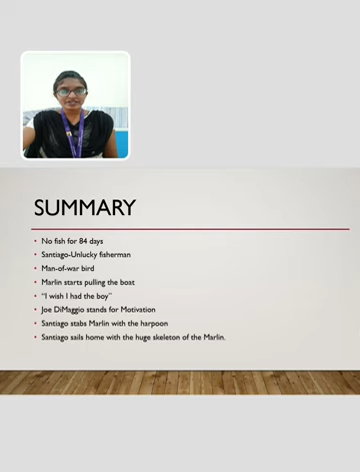 SUMMARY
No fish for 84 days
Santiago-Unlucky fisherman
Man-of-war bird
Marlin starts pulling the boat
"I wish I had the boy"
Joe DiMaggio stands for Motivation
Santiago stabs Marlin with the harpoon
Santiago sails home with the huge skeleton of the Marlin.